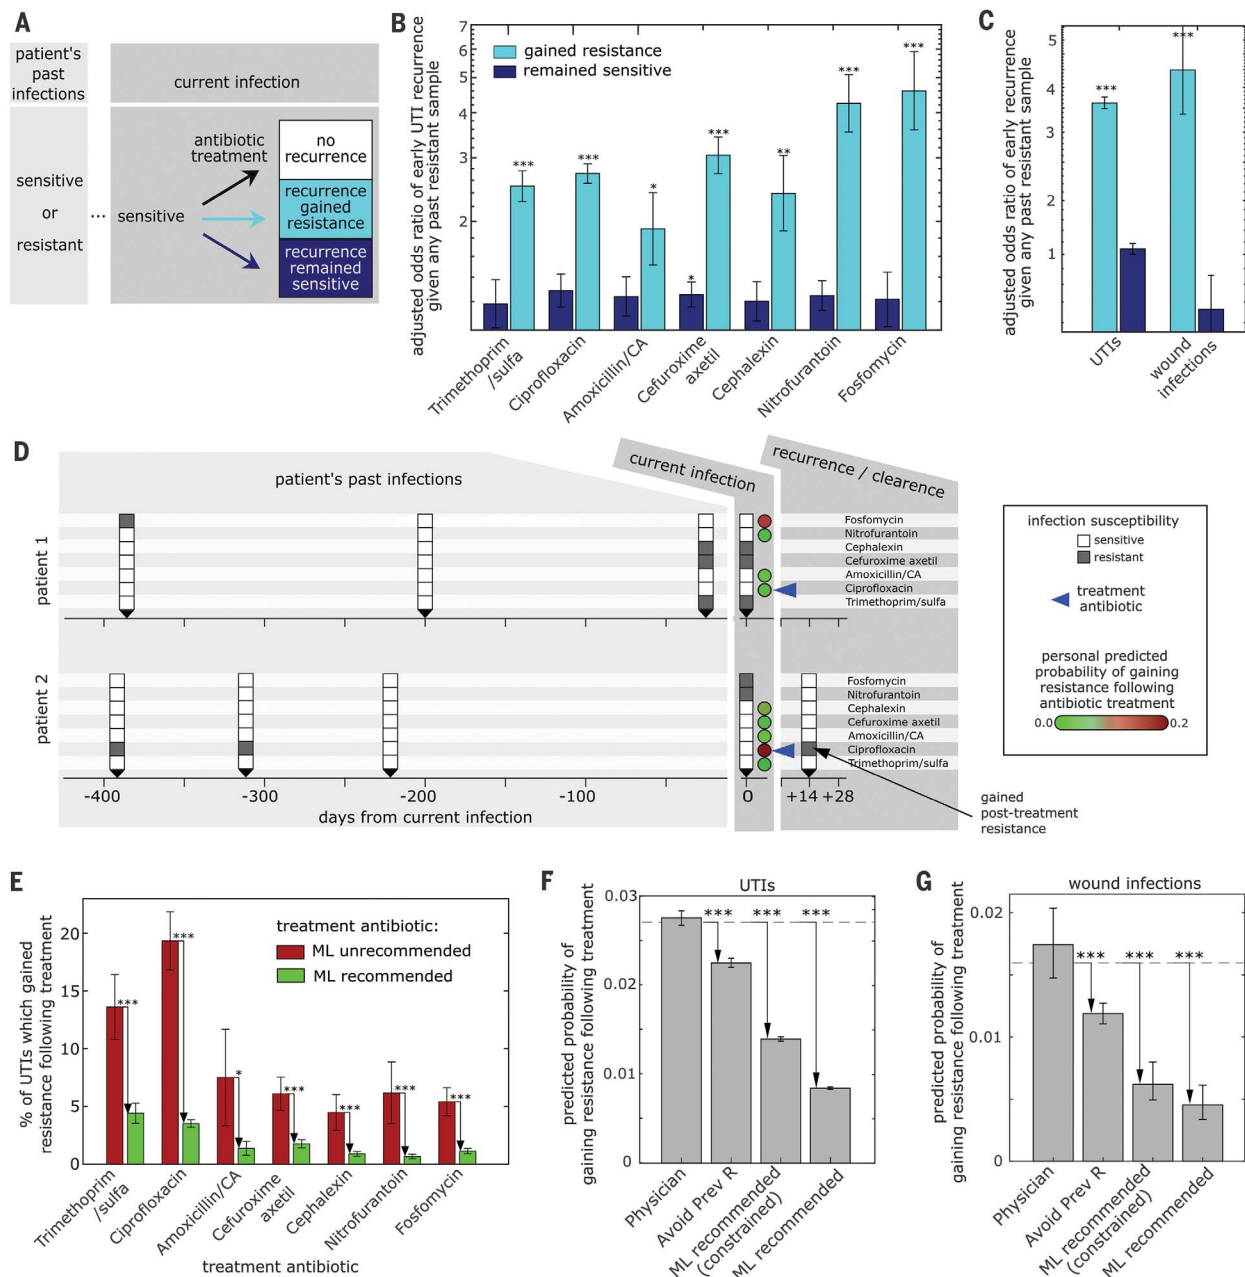 A
patient's
past
infections
current infection
sensitive
or
resistant
...
sensitive
antibiotic
treatment
no
recurrence
recurrence
gained
resistance
recurrence
remained
sensitive
B
adjusted odds ratio of early UTI recurrence
given any past resistant sample
7
6
5
4
3
2
gained resistance
remained sensitive
***
***
*
*
***
**
***
***
Trimethoprim
/sulfa
Ciprofloxacin
Amoxicillin/CA
Cefuroxime
axetil
Cephalexin
Nitrofurantoin
Fosfomycin
C
adjusted odds ratio of early recurrence
given any past resistant sample
5
4
3
2
1
***
***
UTIs
wound
infections
D
patient's past infections
current infection
recurrence / clearence
patient 1
Fosfomycin
Nitrofurantoin
Cephalexin
Cefuroxime axetil
Amoxicillin/CA
Ciprofloxacin
Trimethoprim/sulfa
patient 2
Fosfomycin
Nitrofurantoin
Cephalexin
Cefuroxime axetil
Amoxicillin/CA
Ciprofloxacin
Trimethoprim/sulfa
-400
-300
-200
-100
0
+14
+28
days from current infection
gained
post-treatment
resistance
infection susceptibility
sensitive
resistant
treatment
antibiotic
personal predicted
probability of gaining
resistance following
antibiotic treatment
0.0
0.2
E
% of UTIs which gained
resistance following treatment
20
15
10
5
0
treatment antibiotic:
ML unrecommended
ML recommended
***
***
*
***
***
***
***
Trimethoprim
/sulfa
Ciprofloxacin
Amoxicillin/CA
Cefuroxime
axetil
Cephalexin
Nitrofurantoin
Fosfomycin
treatment antibiotic
F
UTIs
predicted probability of
gaining resistance following treatment
0.03
0.02
0.01
0
***
***
***
Physician
Avoid Prev R
ML recommended
(constrained)
ML recommended
G
wound infections
predicted probability of
gaining resistance following treatment
0.02
0.01
0
***
***
***
Physician
Avoid Prev R
ML recommended
(constrained)
ML recommended